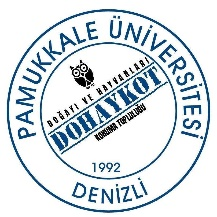 PAMUKKALE ÜNİVERSİTESİ
DOĞAYI VE HAYVANLARI
DOHAYKOT
KORUMA TOPLULUĞU
1992
DENİZLİ